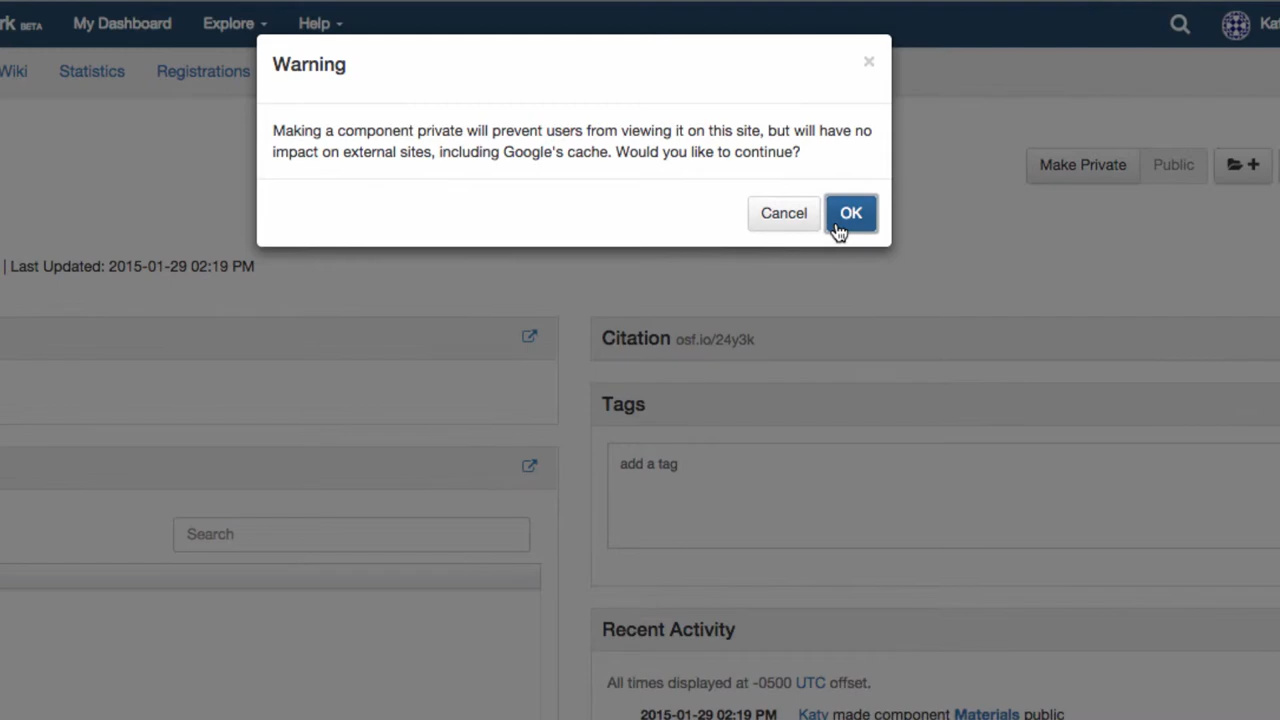 rk BETA My Dashboard Explore Help Kat
Wiki Statistics Registrations
Warning ×
Making a component private will prevent users from viewing it on this site, but will have no
impact on external sites, including Google's cache. Would you like to continue?
Make Private Public
Cancel OK
| Last Updated: 2015-01-29 02:19 PM
Citation osf.io/24y3k
Tags
add a tag
Search
Recent Activity
All times displayed at -0500 UTC offset.
2015-01-29 02:19 PM Katy made component Materials public